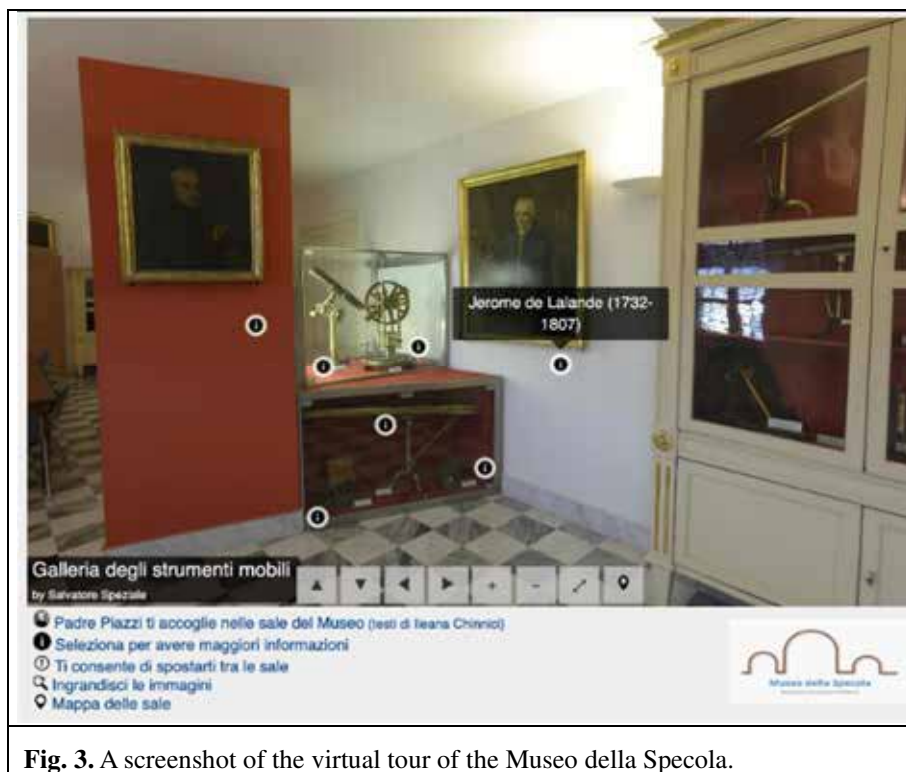 Jerome de Lalande (1732-
1807)
Galleria degli strumenti mobili
by Salvatore Speziale
Padre Piazzi ti accoglie nelle sale del Museo (testi di Ileana Chinnici)
Seleziona per avere maggiori informazioni
Ti consente di spostarti tra le sale
Ingrandisci le immagini
Mappa delle sale
Museo della Specola
Fig. 3. A screenshot of the virtual tour of the Museo della Specola.